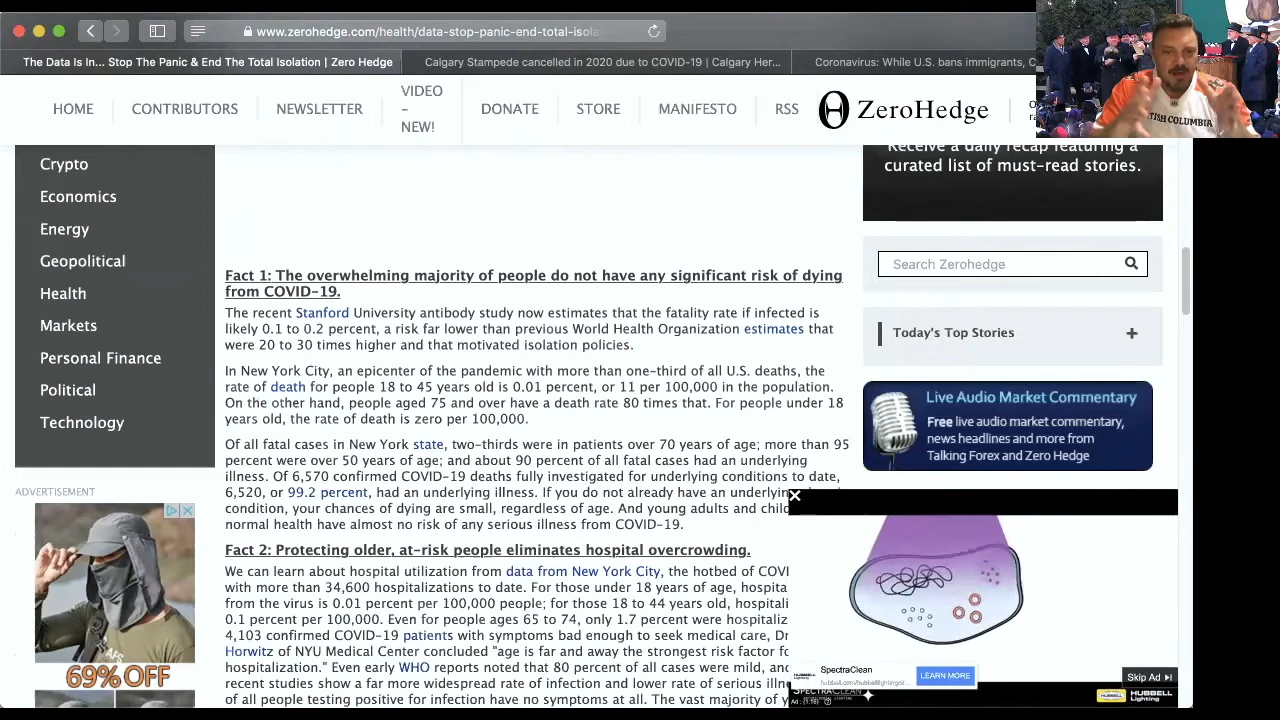 www.zerohedge.com/health/data-stop-panic-end-total-isola
The Data Is In... Stop The Panic & End The Total Isolation | Zero Hedge
Calgary Stampede cancelled in 2020 due to COVID-19 | Calgary Her...
Coronavirus: While U.S. bans immigrants, C
HOME
CONTRIBUTORS
NEWSLETTER
VIDEO
–
NEW!
DONATE
STORE
MANIFESTO
RSS
ZeroHedge
BRITISH COLUMBIA
Crypto
Economics
Energy
Geopolitical
Health
Markets
Personal Finance
Political
Technology
ADVERTISEMENT
69% OFF
Fact 1: The overwhelming majority of people do not have any significant risk of dying
from COVID-19.
The recent Stanford University antibody study now estimates that the fatality rate if infected is
likely 0.1 to 0.2 percent, a risk far lower than previous World Health Organization estimates that
were 20 to 30 times higher and that motivated isolation policies.
In New York City, an epicenter of the pandemic with more than one-third of all U.S. deaths, the
rate of death for people 18 to 45 years old is 0.01 percent, or 11 per 100,000 in the population.
On the other hand, people aged 75 and over have a death rate 80 times that. For people under 18
years old, the rate of death is zero per 100,000.
Of all fatal cases in New York state, two-thirds were in patients over 70 years of age; more than 95
percent were over 50 years of age; and about 90 percent of all fatal cases had an underlying
illness. Of 6,570 confirmed COVID-19 deaths fully investigated for underlying conditions to date,
6,520, or 99.2 percent, had an underlying illness. If you do not already have an underlyin
condition, your chances of dying are small, regardless of age. And young adults and child
normal health have almost no risk of any serious illness from COVID-19.
Fact 2: Protecting older, at-risk people eliminates hospital overcrowding.
We can learn about hospital utilization from data from New York City, the hotbed of COVI
with more than 34,600 hospitalizations to date. For those under 18 years of age, hospita
from the virus is 0.01 percent per 100,000 people; for those 18 to 44 years old, hospitali
0.1 percent per 100,000. Even for people ages 65 to 74, only 1.7 percent were hospitaliz
4,103 confirmed COVID-19 patients with symptoms bad enough to seek medical care, Dr
Horwitz of NYU Medical Center concluded "age is far and away the strongest risk factor fo
hospitalization." Even early WHO reports noted that 80 percent of all cases were mild, and
recent studies show a far more widespread rate of infection and lower rate of serious illne
of all people testing positive for infection have no symptoms at all. The vast majority of y
Receive a daily recap featuring a
curated list of must-read stories.
Search Zerohedge
Today's Top Stories
Live Audio Market Commentary
Free live audio market commentary,
news headlines and more from
Talking Forex and Zero Hedge
SpectraClean
LEARN MORE
Skip Ad
SPECTRACLEAN
Ad : (1:16)
HUBBELL
Lighting